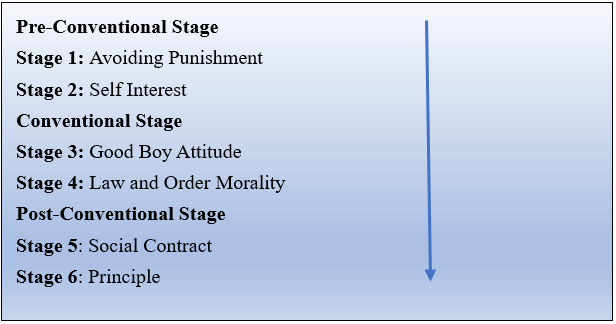 Pre-Conventional Stage
Stage 1: Avoiding Punishment
Stage 2: Self Interest
Conventional Stage
Stage 3: Good Boy Attitude
Stage 4: Law and Order Morality
Post-Conventional Stage
Stage 5: Social Contract
Stage 6: Principle